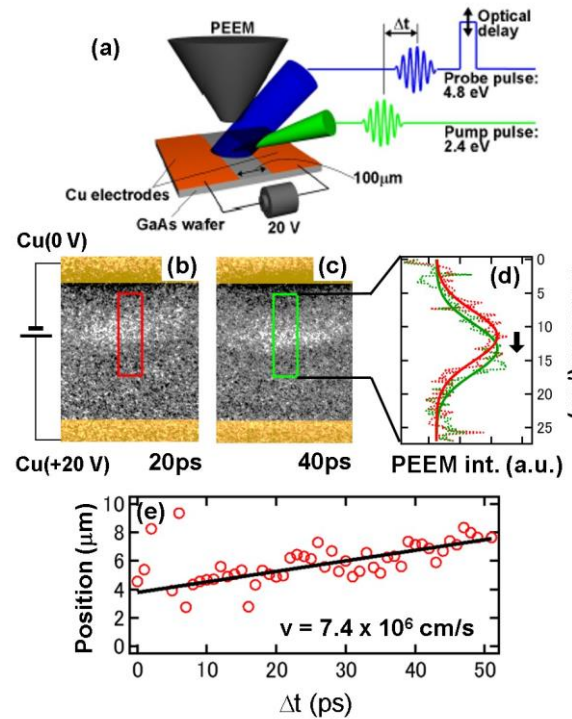 (a)
PEEM
Δt
Optical
delay
Probe pulse:
4.8 eV
Pump pulse:
2.4 eV
Cu electrodes
GaAs wafer
20 V
100μm
Cu(0 V)
(b)
(c)
(d)
0
5
10
15
20
25
Cu(+20 V)
20ps
40ps
PEEM int. (a.u.)
(e)
10
8
6
4
2
0
Position (μm)
v = 7.4 x 10⁶ cm/s
0 10 20 30 40 50
Δt (ps)